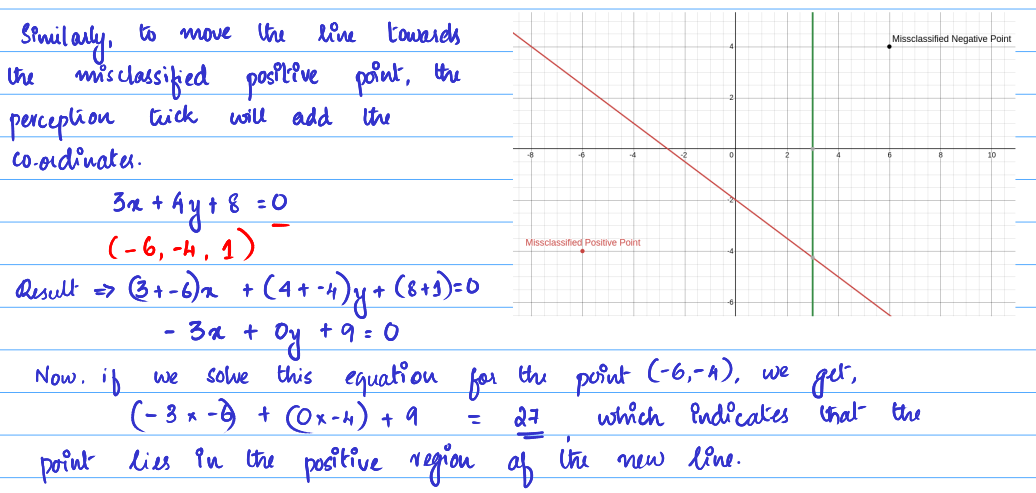 Similarly, to move the line towards
the misclassified positive point, the
perception trick will add the
co-ordinates.
3x + 4y + 8 = 0
(-6, -4, 1)
Result ⇒ (3+-6)x + (4+-4)y + (8+1) = 0
- 3x + 0y + 9 = 0
Now. if we solve this equation for the point (-6,-4), we get,
(-3 x -6) + (0x-4) + 9 = 27, which indicates that the
point lies in the positive region of the new line.
Missclassified Negative Point
4
2
-8 -6 -4 -2 0 2 4 6 8 10
-2
Missclassified Positive Point
-4
-6